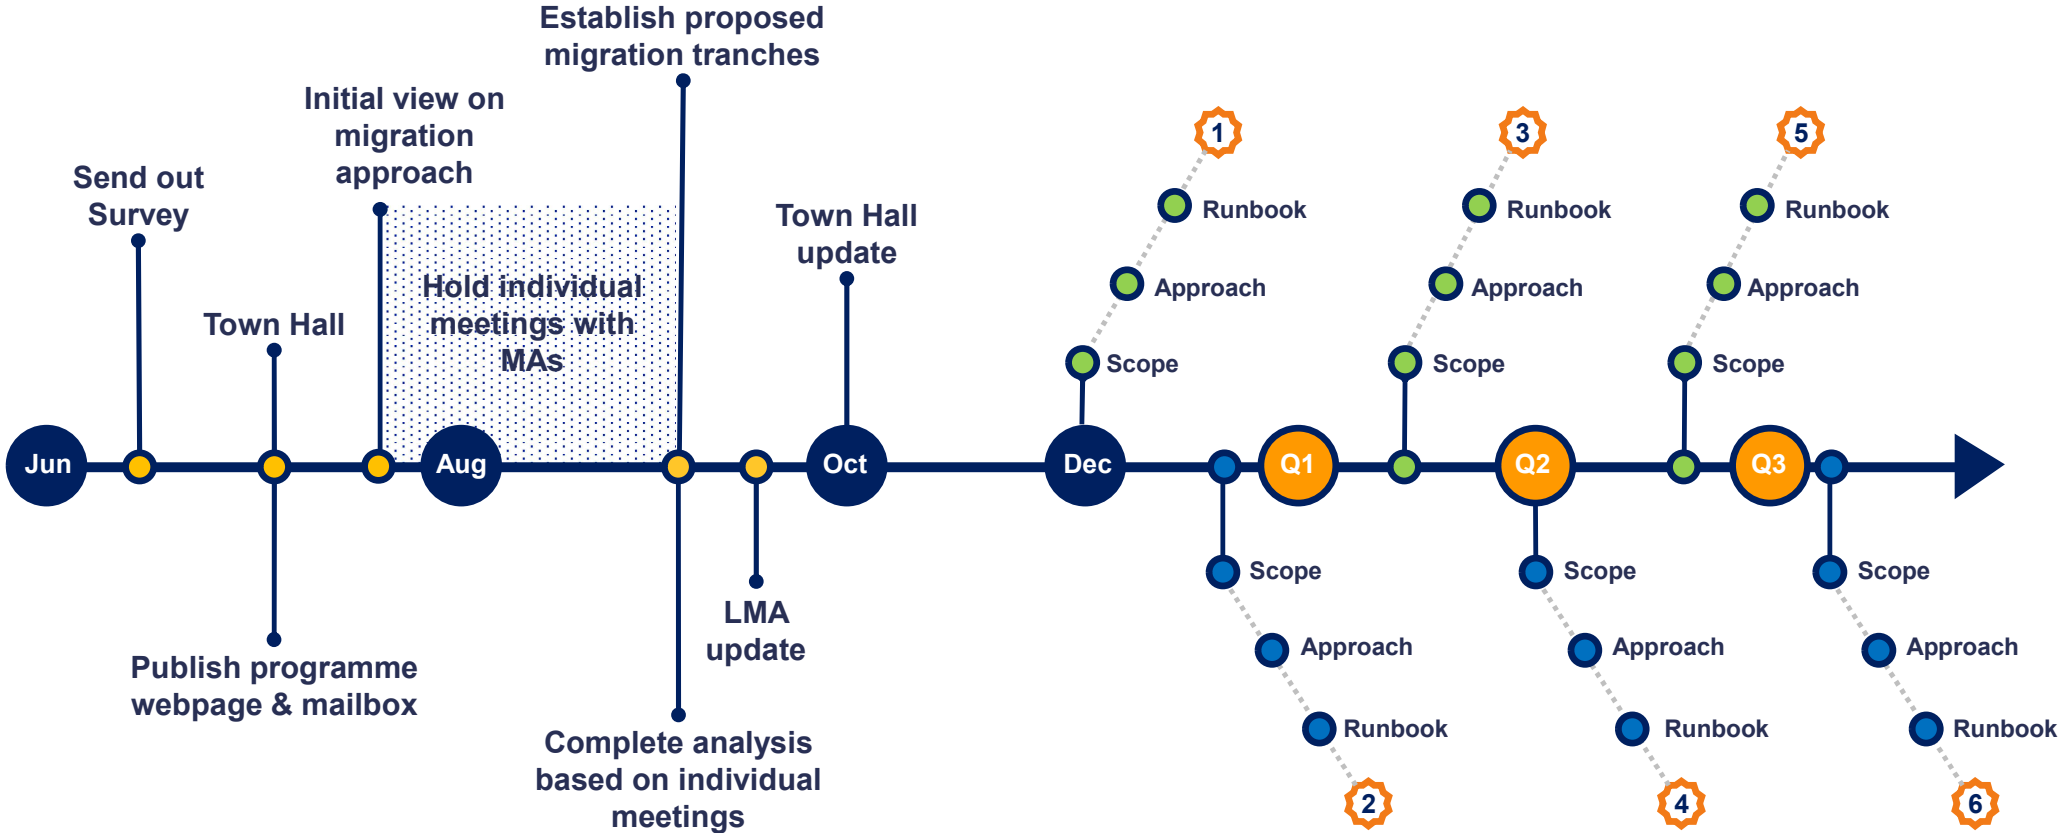 Establish proposed
migration tranches
Initial view on
migration
approach
Send out
Survey
Town Hall
Hold individual
meetings with
MAs
Town Hall
update
1
Runbook
Approach
Scope
3
Runbook
Approach
Scope
5
Runbook
Approach
Scope
Jun
Aug
Oct
Dec
Q1
Q2
Q3
Publish programme
webpage & mailbox
Complete analysis
based on individual
meetings
LMA
update
Scope
Approach
Runbook
2
Scope
Approach
Runbook
4
Scope
Approach
Runbook
6